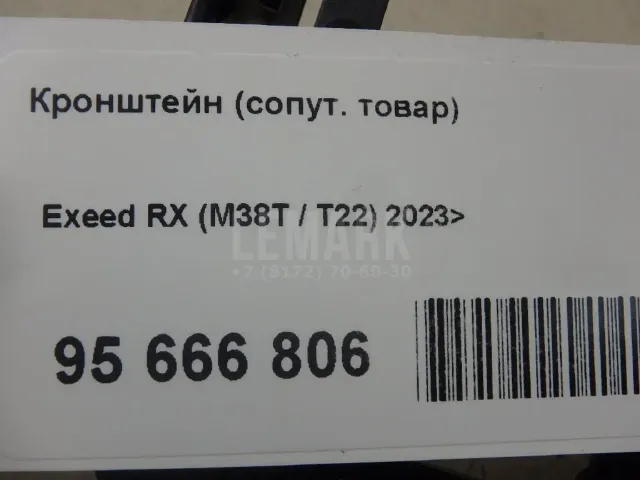 Кронштейн (сопут. товар)
Exeed RX (M38T / T22) 2023>
LEMARK
+7 (8172) 70-60-30
95 666 806